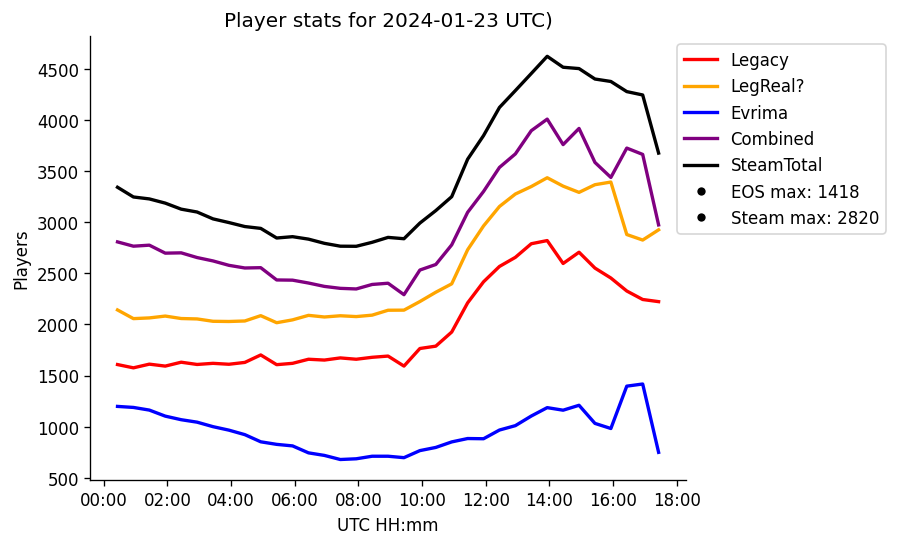 Player stats for 2024-01-23 UTC)
4500
4000
3500
3000
2500
2000
1500
1000
500
Players
00:00 02:00 04:00 06:00 08:00 10:00 12:00 14:00 16:00 18:00
UTC HH:mm
Legacy
LegReal?
Evrima
Combined
SteamTotal
EOS max: 1418
Steam max: 2820